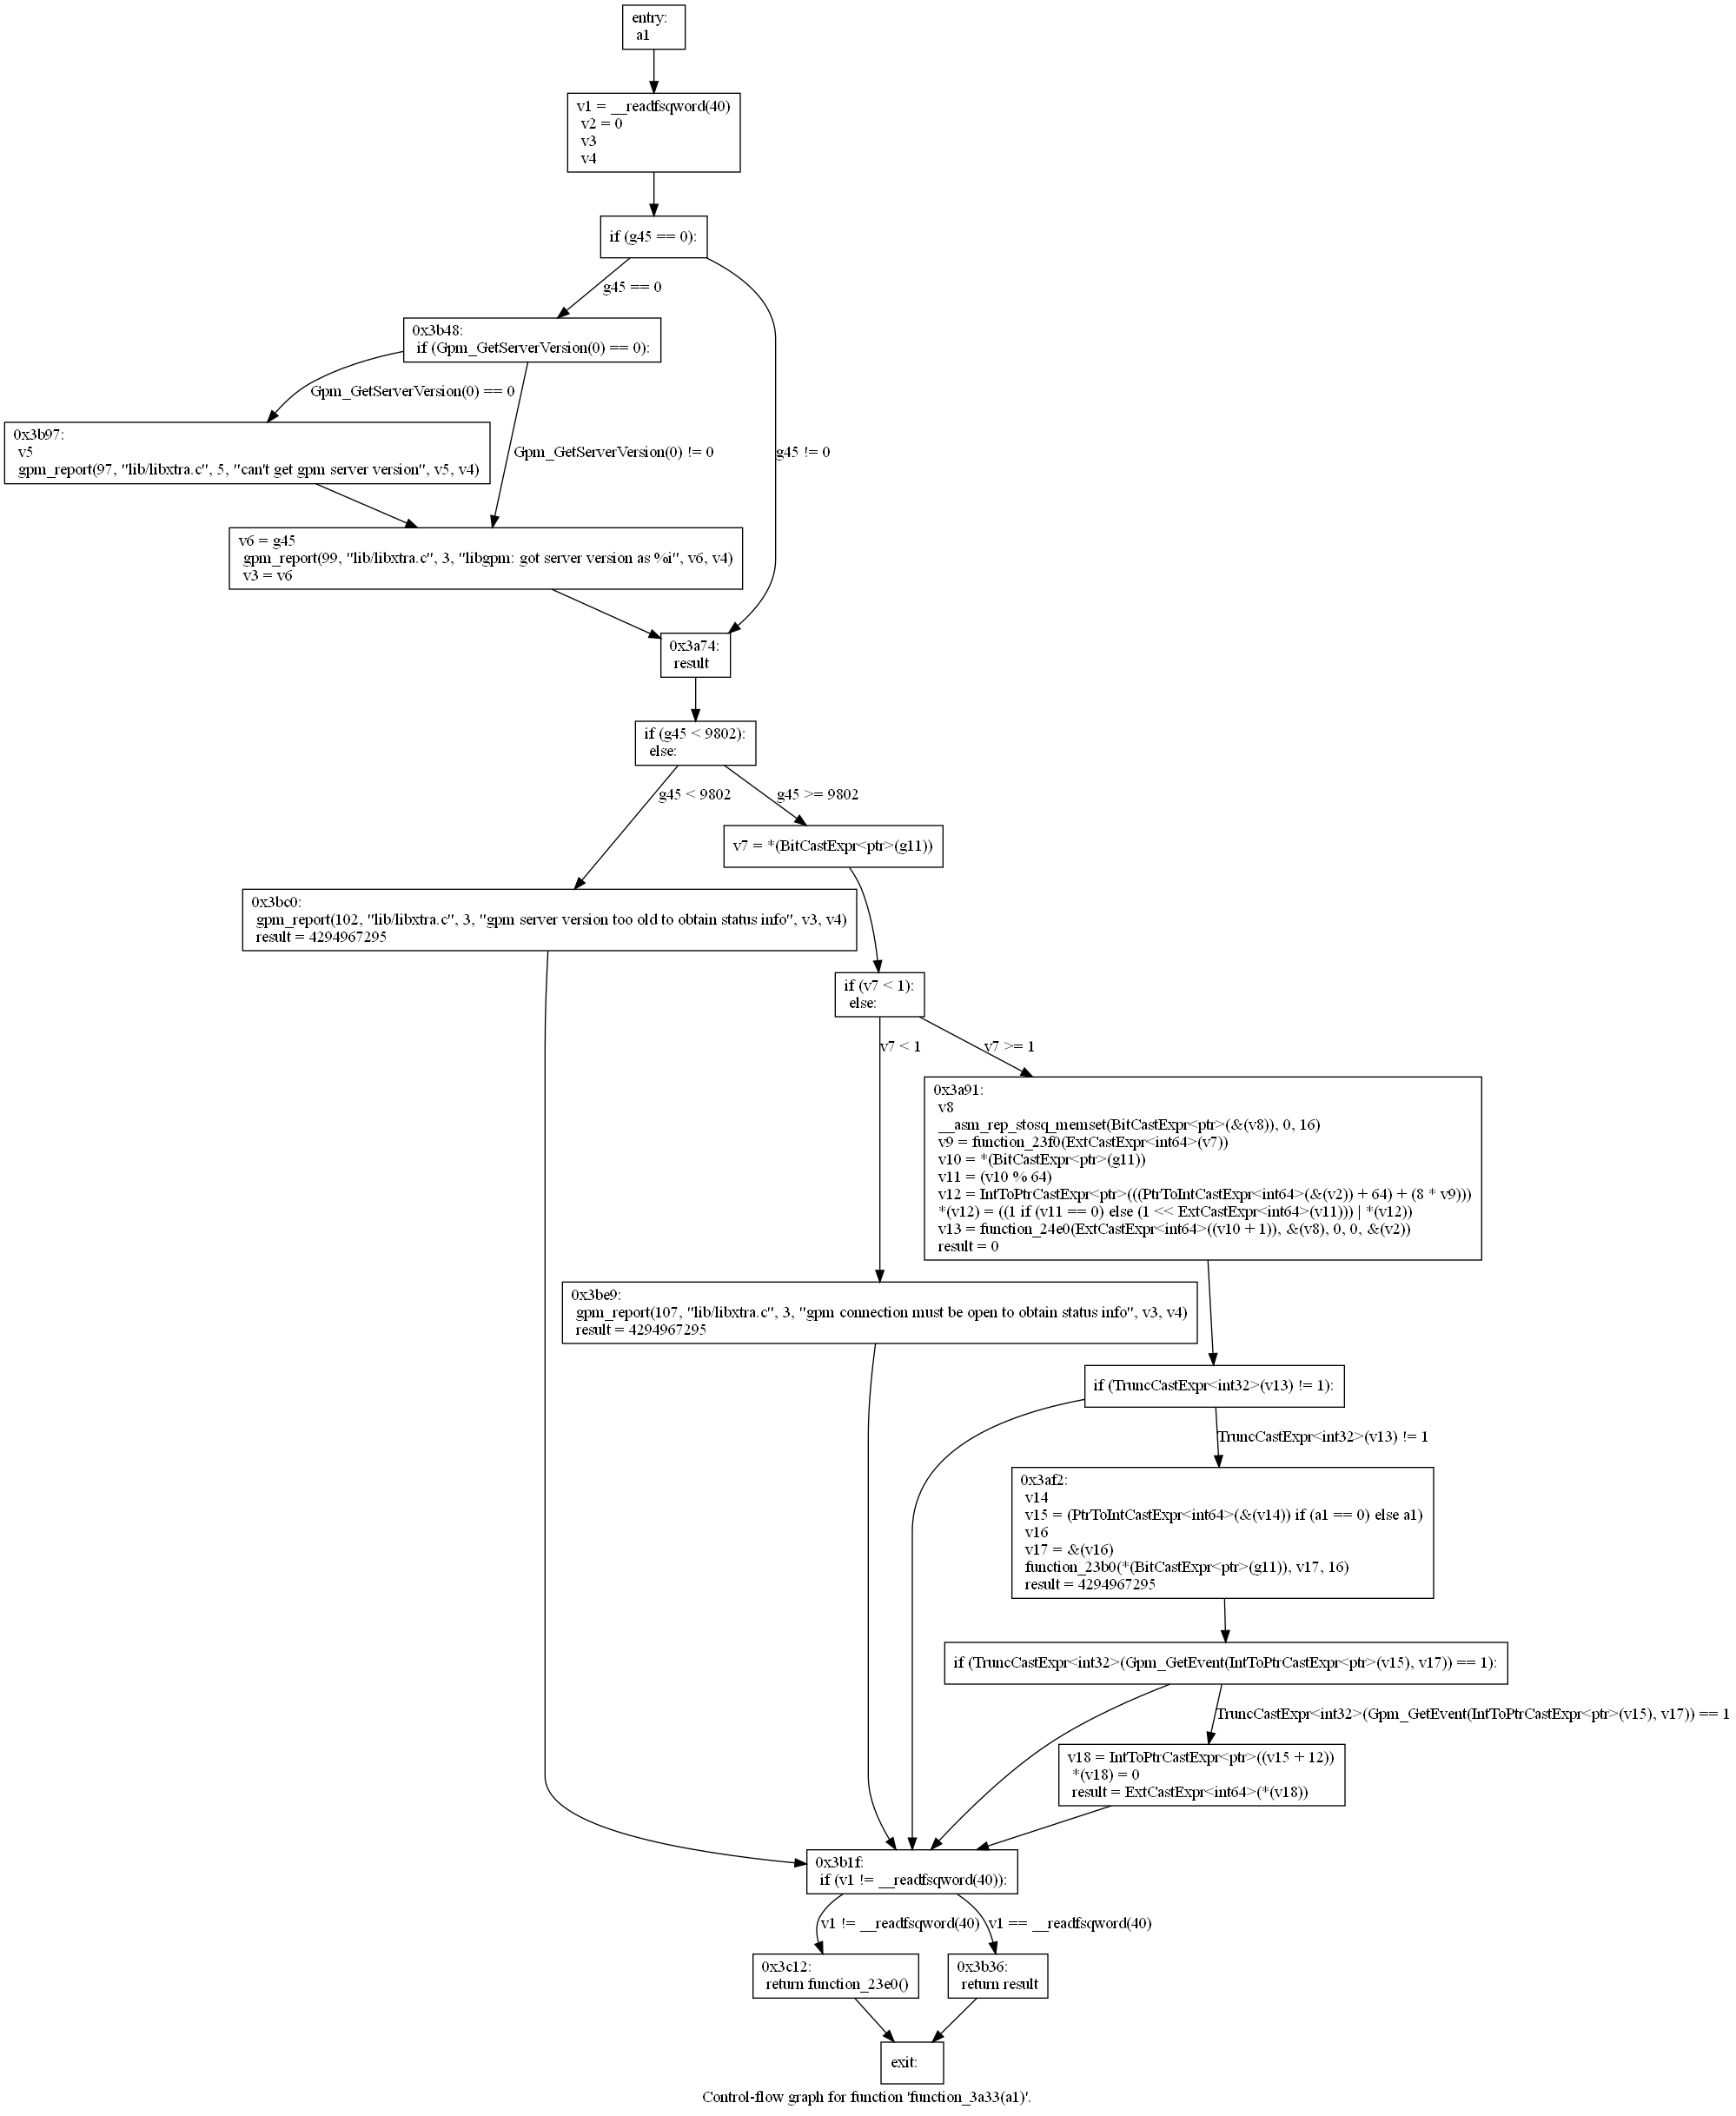 entry:
a1
v1 = __readfsqword(40)
v2 = 0
v3
v4
if (g45 == 0):
g45 == 0
0x3b48:
if (Gpm_GetServerVersion(0) == 0):
Gpm_GetServerVersion(0) == 0
0x3b97:
v5
gpm_report(97, "lib/libxtra.c", 5, "can't get gpm server version", v5, v4)
Gpm_GetServerVersion(0) != 0
g45 != 0
v6 = g45
gpm_report(99, "lib/libxtra.c", 3, "libgpm: got server version as %i", v6, v4)
v3 = v6
0x3a74:
result
if (g45 < 9802):
else:
g45 < 9802
g45 >= 9802
v7 = *(BitCastExpr<ptr>(g11))
0x3bc0:
gpm_report(102, "lib/libxtra.c", 3, "gpm server version too old to obtain status info", v3, v4)
result = 4294967295
if (v7 < 1):
else:
v7 < 1
v7 >= 1
0x3a91:
v8
__asm_rep_stosq_memset(BitCastExpr<ptr>(&(v8)), 0, 16)
v9 = function_23f0(ExtCastExpr<int64>(v7))
v10 = *(BitCastExpr<ptr>(g11))
v11 = (v10 % 64)
v12 = IntToPtrCastExpr<ptr>(((PtrToIntCastExpr<int64>(&(v2)) + 64) + (8 * v9)))
*(v12) = ((1 if (v11 == 0) else (1 << ExtCastExpr<int64>(v11))) | *(v12))
v13 = function_24e0(ExtCastExpr<int64>((v10 + 1)), &(v8), 0, 0, &(v2))
result = 0
0x3be9:
gpm_report(107, "lib/libxtra.c", 3, "gpm connection must be open to obtain status info", v3, v4)
result = 4294967295
if (TruncCastExpr<int32>(v13) != 1):
TruncCastExpr<int32>(v13) != 1
0x3af2:
v14
v15 = (PtrToIntCastExpr<int64>(&(v14)) if (a1 == 0) else a1)
v16
v17 = &(v16)
function_23b0(*(BitCastExpr<ptr>(g11)), v17, 16)
result = 4294967295
if (TruncCastExpr<int32>(Gpm_GetEvent(IntToPtrCastExpr<ptr>(v15), v17)) == 1):
TruncCastExpr<int32>(Gpm_GetEvent(IntToPtrCastExpr<ptr>(v15), v17)) == 1
v18 = IntToPtrCastExpr<ptr>((v15 + 12))
*(v18) = 0
result = ExtCastExpr<int64>(*(v18))
0x3b1f:
if (v1 != __readfsqword(40)):
v1 != __readfsqword(40)
v1 == __readfsqword(40)
0x3c12:
return function_23e0()
0x3b36:
return result
exit:
Control-flow graph for function 'function_3a33(a1)'.